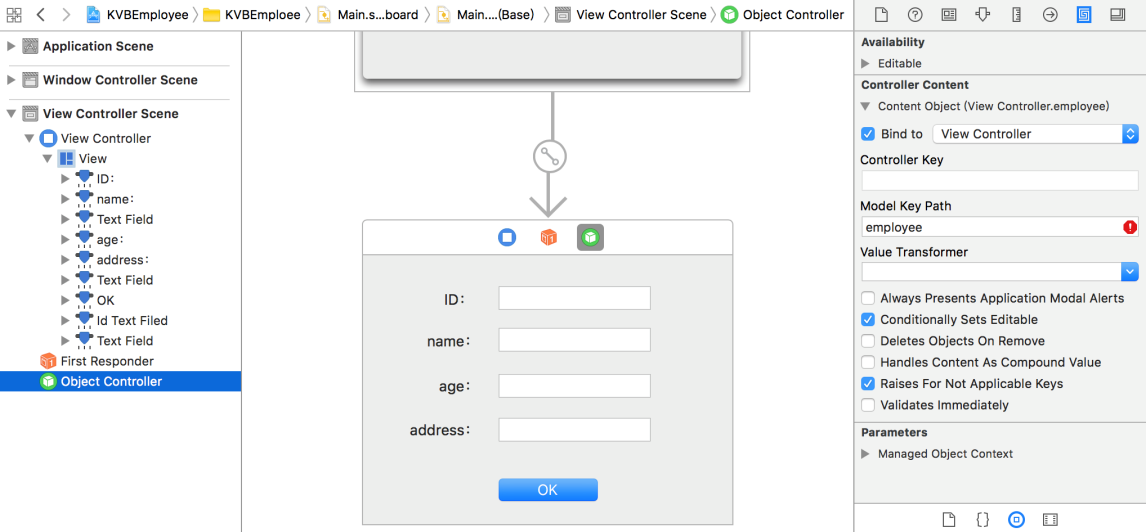 KVBEmployee KVBEmploee Main.s...board Main....(Base) View Controller Scene Object Controller
Application Scene
Window Controller Scene
View Controller Scene
View Controller
View
ID:
name:
Text Field
age:
address:
Text Field
OK
Id Text Filed
Text Field
First Responder
Object Controller
ID:
name:
age:
address:
OK
Availability
Editable
Controller Content
Content Object (View Controller.employee)
Bind to View Controller
Controller Key
Model Key Path
employee
Value Transformer
Always Presents Application Modal Alerts
Conditionally Sets Editable
Deletes Objects On Remove
Handles Content As Compound Value
Raises For Not Applicable Keys
Validates Immediately
Parameters
Managed Object Context